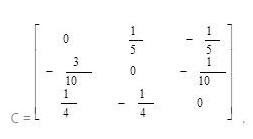 C = [ 0 1/5 - 1/5
- 3/10 0 - 1/10
1/4 - 1/4 0 ] .